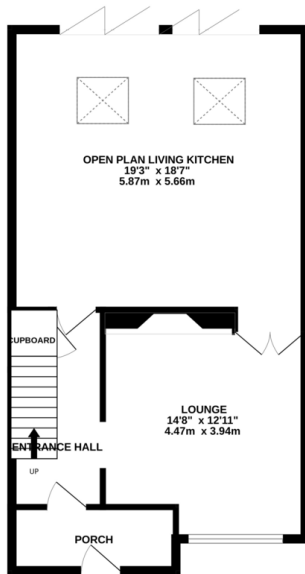 OPEN PLAN LIVING KITCHEN
19'3" x 18'7"
5.87m x 5.66m
CUPBOARD
LOUNGE
14'8" x 12'11"
4.47m x 3.94m
ENTRANCE HALL
UP
PORCH